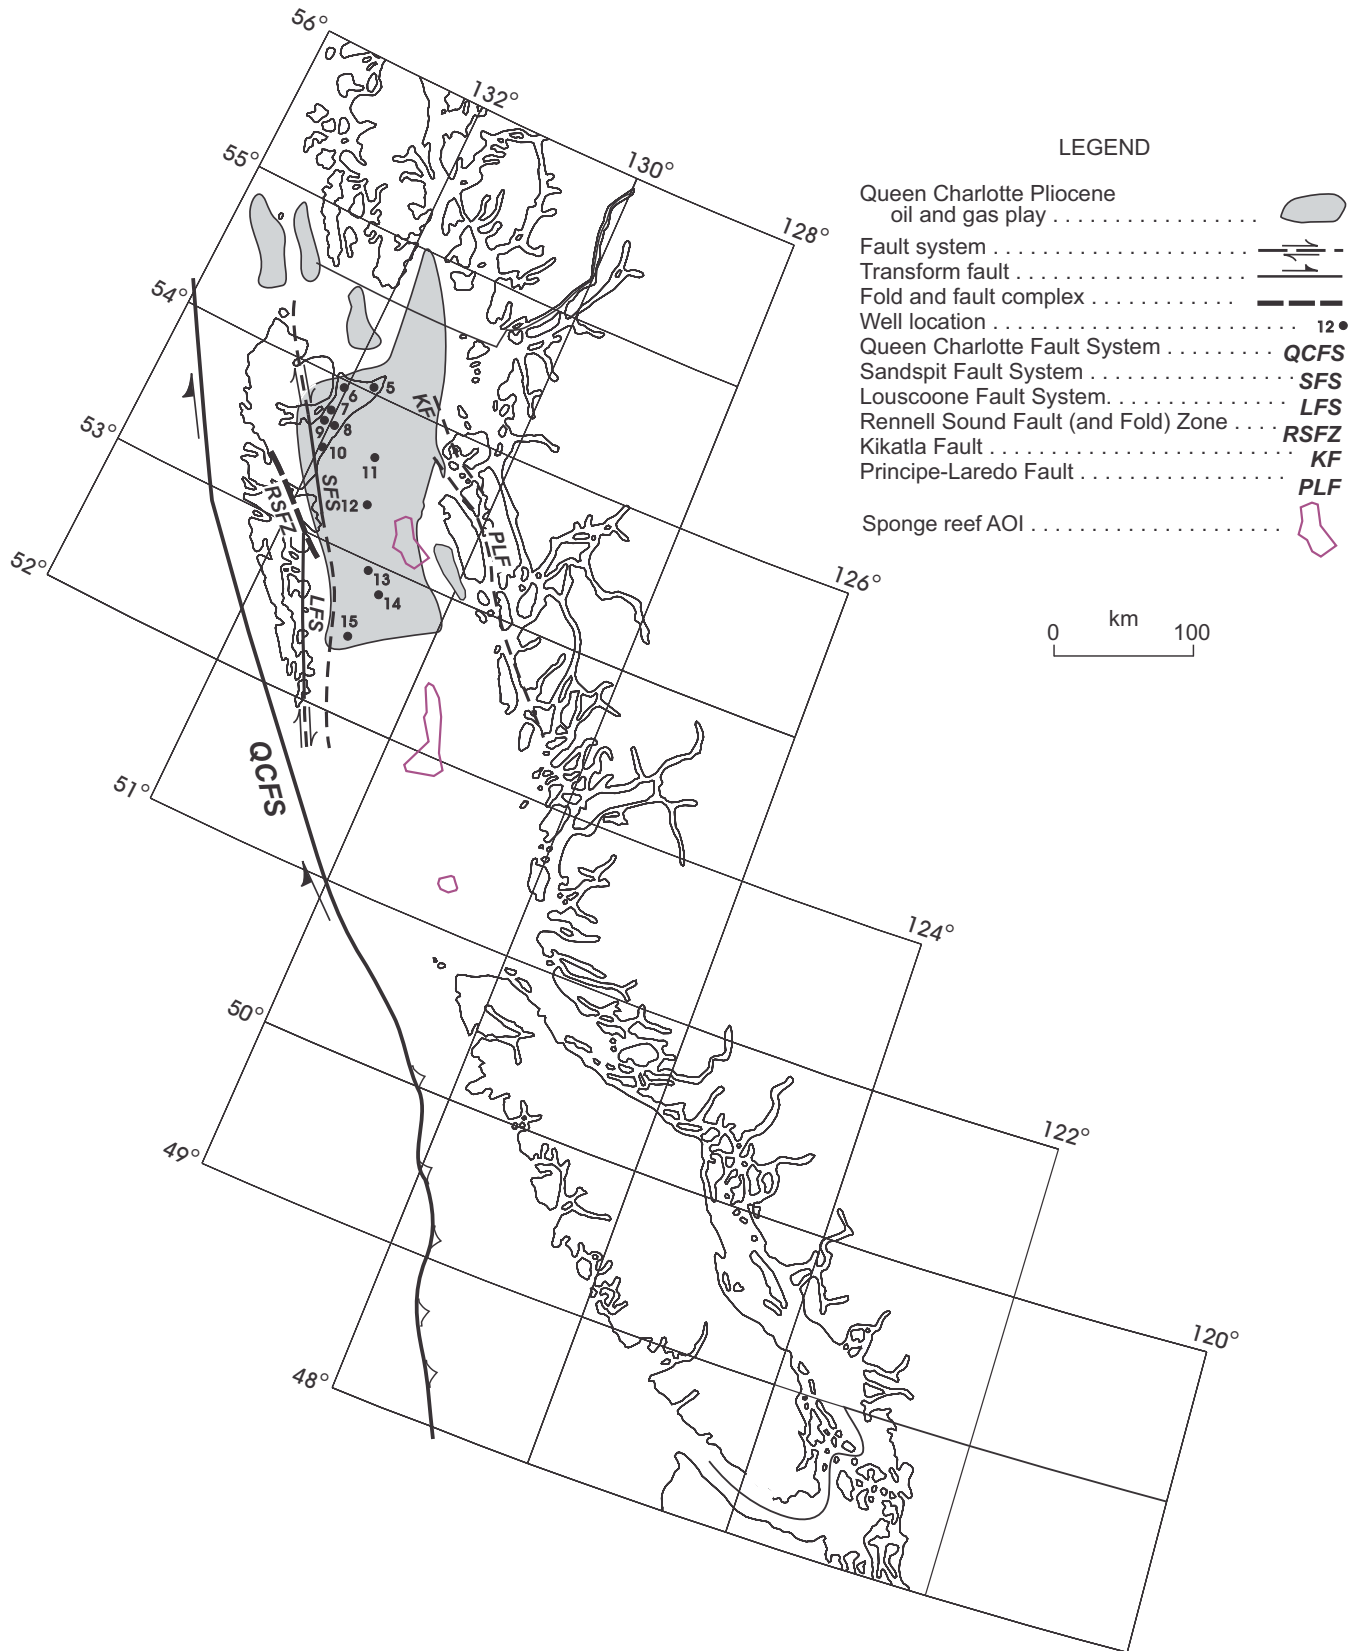 56°
132°
130°
128°
55°
54°
53°
52°
51°
50°
49°
48°
126°
124°
122°
120°
KF
5
6
7
8
9
10
11
12
13
14
15
SFS
RSFZ
LFS
PLF
QCFS
LEGEND
Queen Charlotte Pliocene
oil and gas play . . . . . . . . . . . . . . . . .
Fault system . . . . . . . . . . . . . . . . . . . . .
Transform fault . . . . . . . . . . . . . . . . . . .
Fold and fault complex . . . . . . . . . . . .
Well location . . . . . . . . . . . . . . . . . . . . . . . . . 12
Queen Charlotte Fault System . . . . . . . . . QCFS
Sandspit Fault System . . . . . . . . . . . . . . . . . SFS
Louscoone Fault System. . . . . . . . . . . . . . . LFS
Rennell Sound Fault (and Fold) Zone . . . . RSFZ
Kikatla Fault . . . . . . . . . . . . . . . . . . . . . . . . . KF
Principe-Laredo Fault . . . . . . . . . . . . . . . . . PLF
Sponge reef AOI . . . . . . . . . . . . . . . . . . . . .
km
0 100